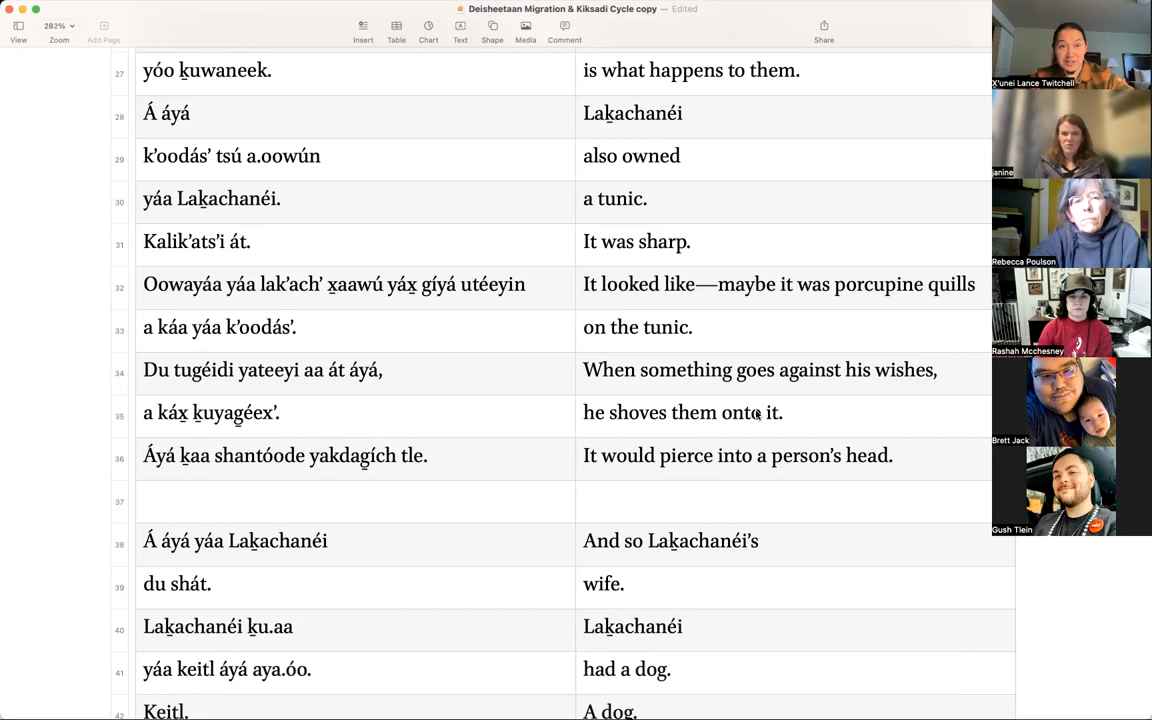 Deisheetaan Migration & Kiksadi Cycle copy — Edited
282%
View Zoom Add Page Insert Table Chart Text Shape Media Comment Share
27 yóo ḵuwaneek. is what happens to them.
28 Á áyá Laḵachanéi
29 k’oodás’ tsú a.oowún also owned
30 yáa Laḵachanéi. a tunic.
31 Kalik’ats’i át. It was sharp.
32 Oowayáa yáa lak’ach’ x̱aawú yáx̱ gíyá utéeyin It looked like—maybe it was porcupine quills
33 a káa yáa k’oodás’. on the tunic.
34 Du tugéidi yateeyi aa át áyá, When something goes against his wishes,
35 a káx̱ ḵuyag̱éex’. he shoves them onto it.
36 Áyá ḵaa shantóode yakdag̱ích tle. It would pierce into a person’s head.
37
38 Á áyá yáa Laḵachanéi And so Laḵachanéi’s
39 du shát. wife.
40 Laḵachanéi ḵu.aa Laḵachanéi
41 yáa keitl áyá aya.óo. had a dog.
42 Keitl. A dog.
X̱'unei Lance Twitchell
janine
Rebecca Poulson
Rashah Mcchesney
Brett Jack
Gush Tlein